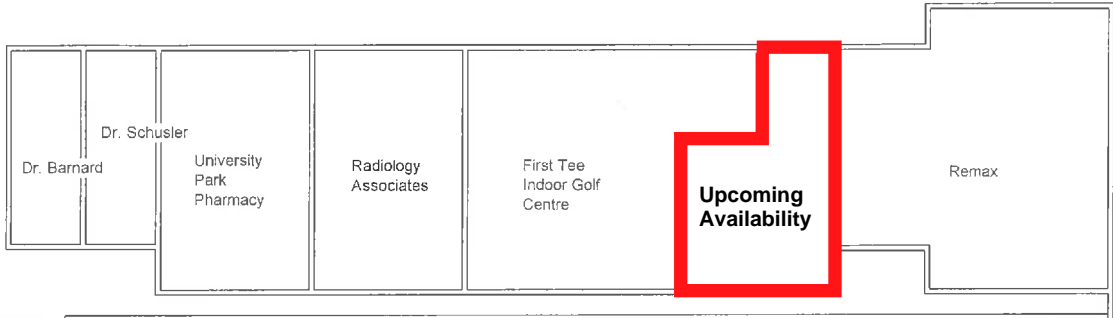 Dr. Barnard
Dr. Schusler
University
Park
Pharmacy
Radiology
Associates
First Tee
Indoor Golf
Centre
Upcoming
Availability
Remax